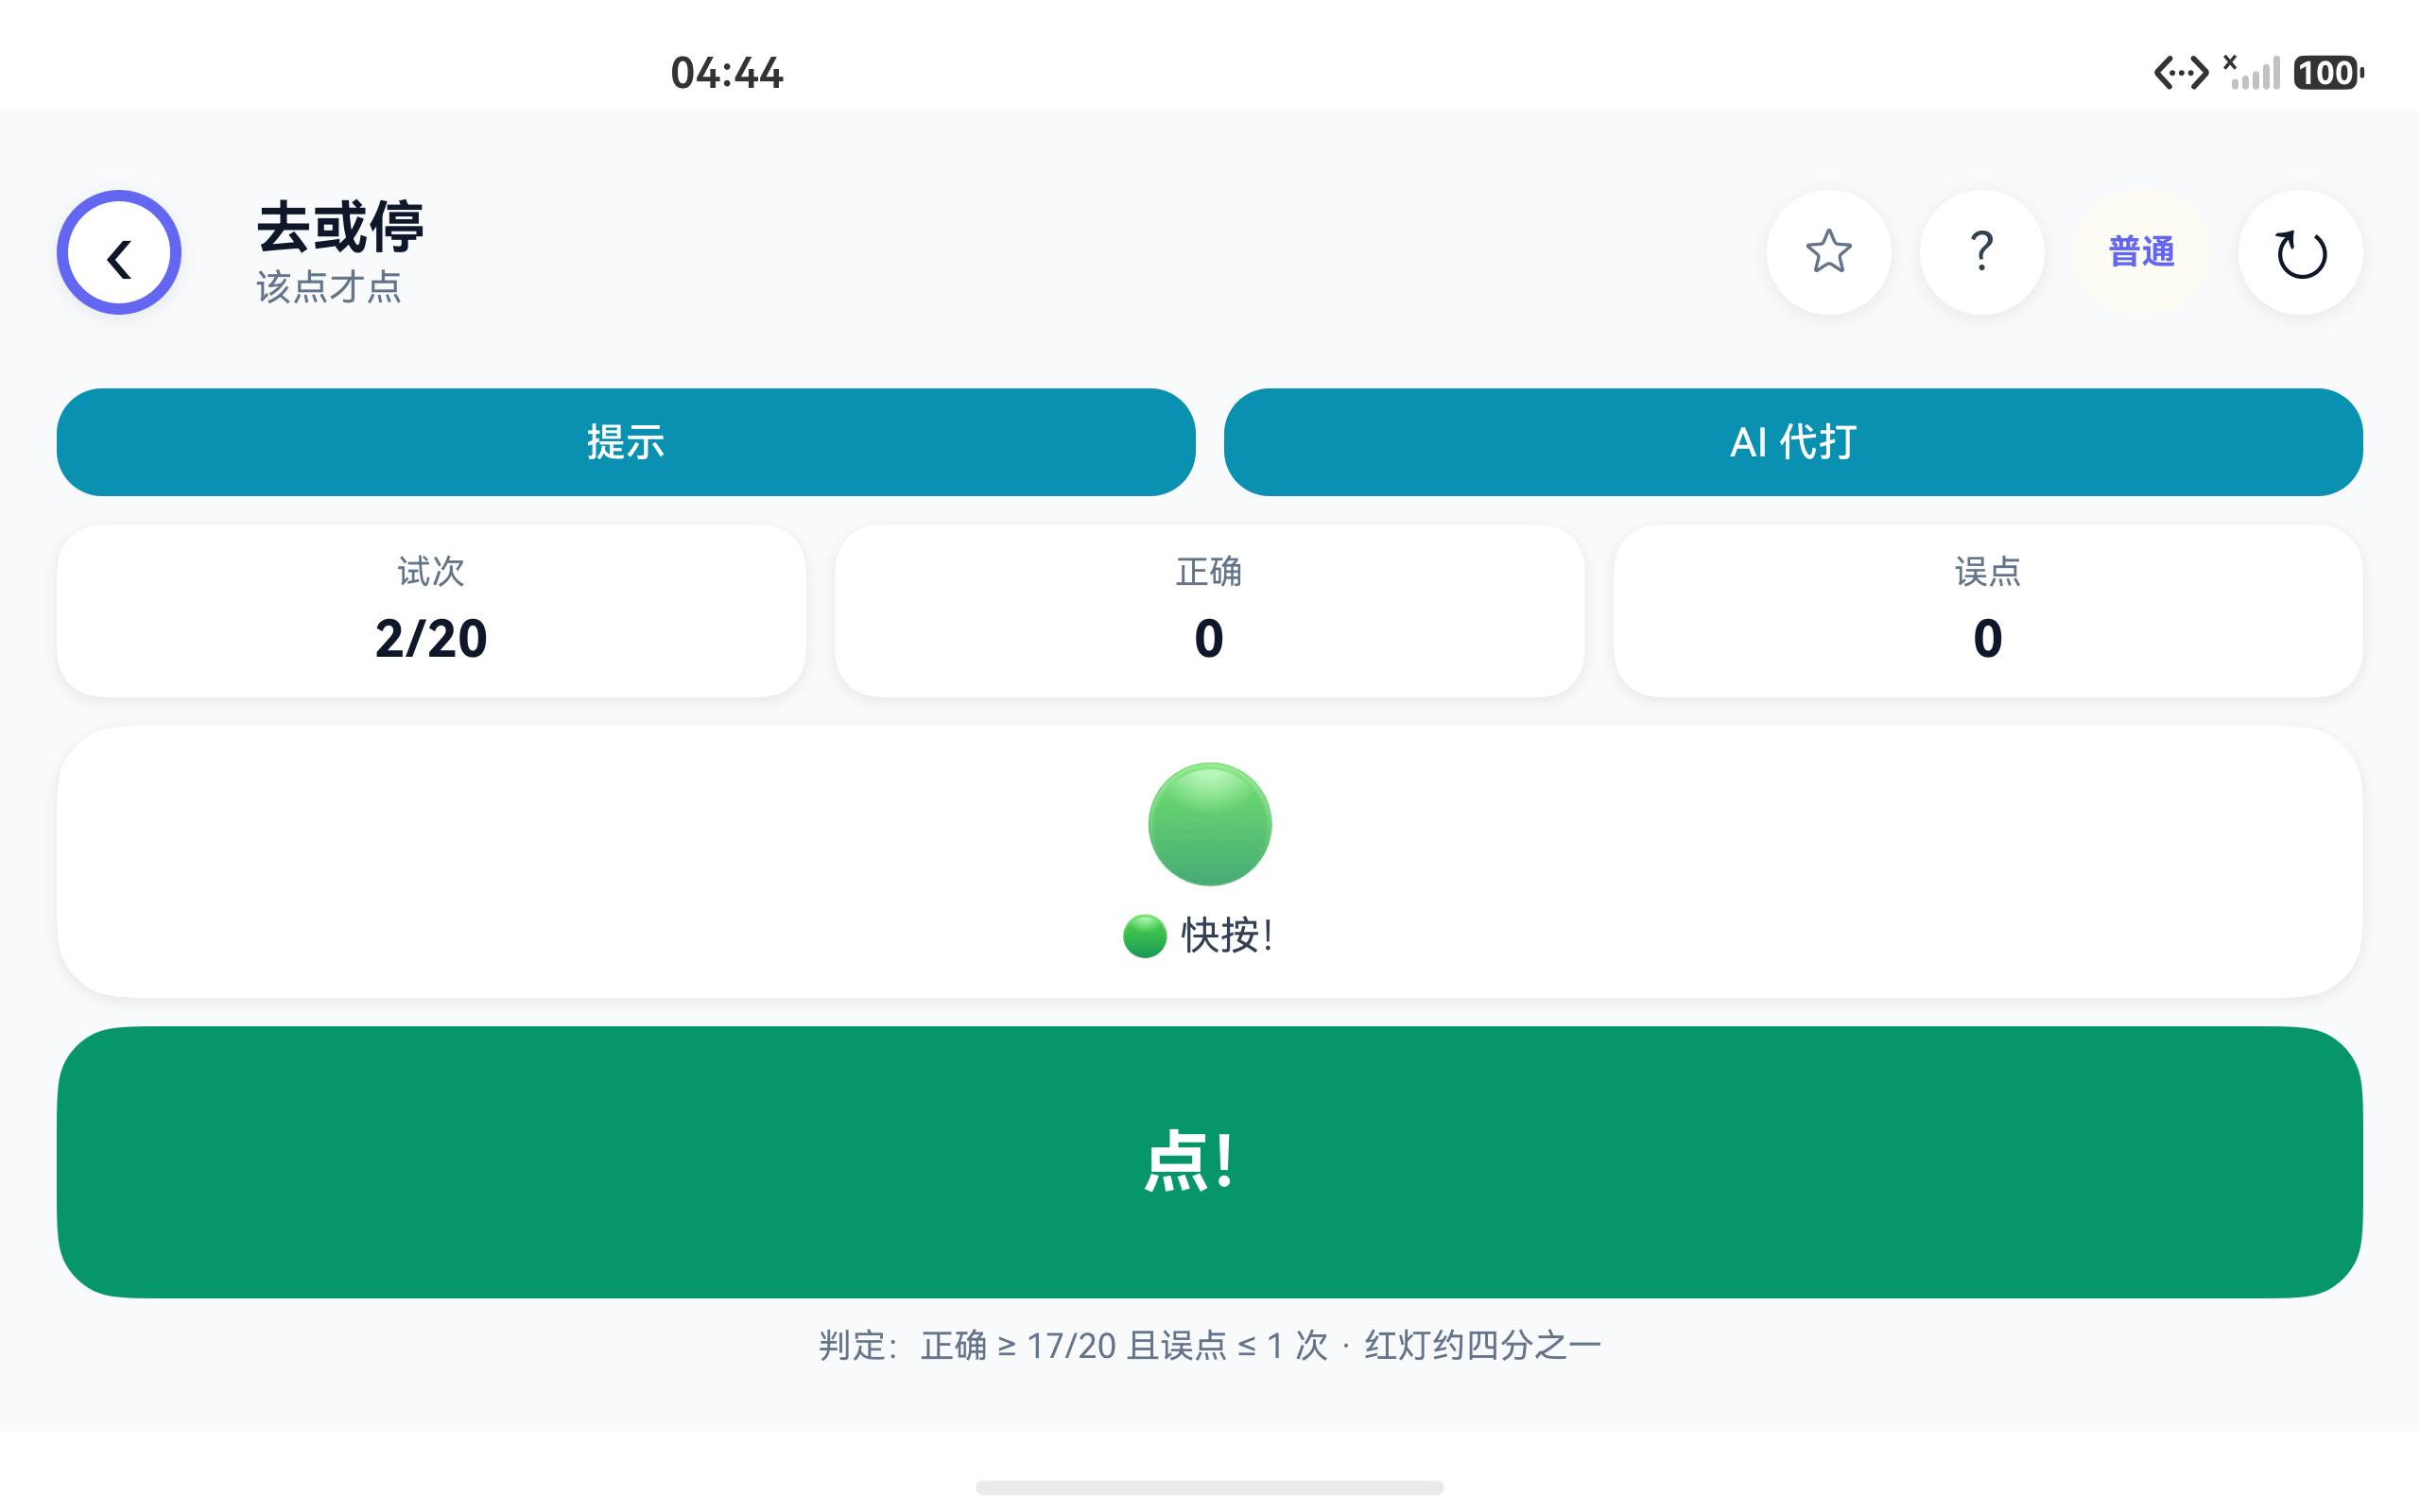 04:44
100
去或停
该点才点
?
普通
提示
AI 代打
试次
2/20
正确
0
误点
0
快按!
点!
判定: 正确 ≥ 17/20 且误点 ≤ 1 次 · 红灯约四分之一